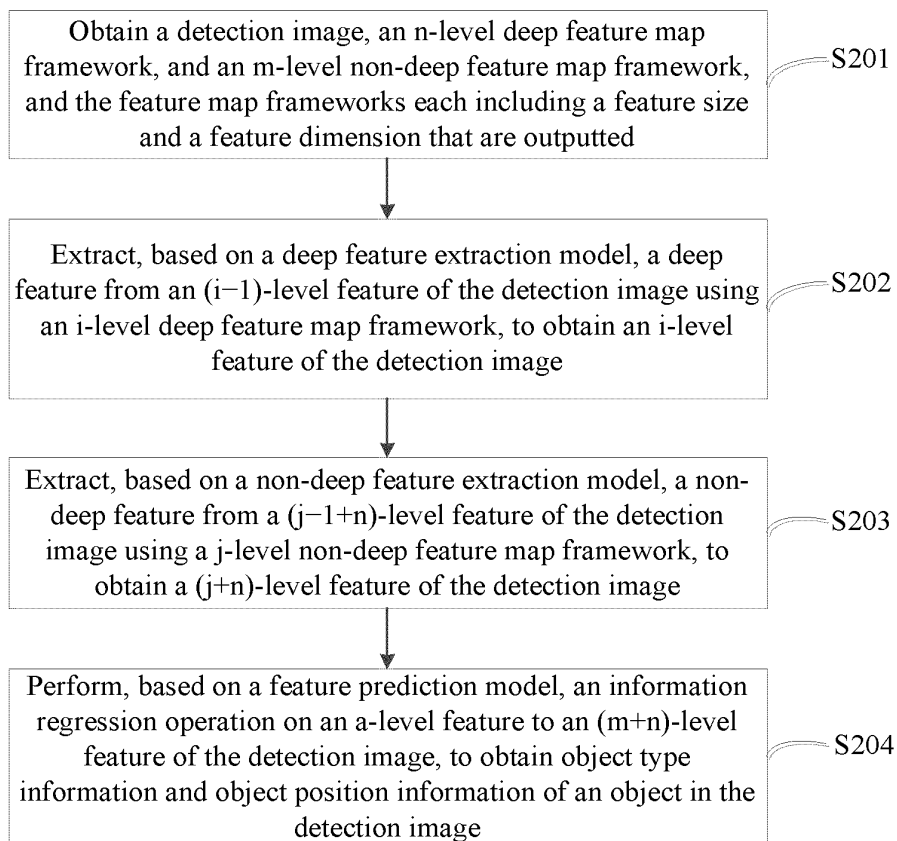 Obtain a detection image, an n-level deep feature map
framework, and an m-level non-deep feature map framework,
and the feature map frameworks each including a feature size
and a feature dimension that are outputted
S201
Extract, based on a deep feature extraction model, a deep
feature from an (i−1)-level feature of the detection image using
an i-level deep feature map framework, to obtain an i-level
feature of the detection image
S202
Extract, based on a non-deep feature extraction model, a non-
deep feature from a (j−1+n)-level feature of the detection
image using a j-level non-deep feature map framework, to
obtain a (j+n)-level feature of the detection image
S203
Perform, based on a feature prediction model, an information
regression operation on an a-level feature to an (m+n)-level
feature of the detection image, to obtain object type
information and object position information of an object in the
detection image
S204